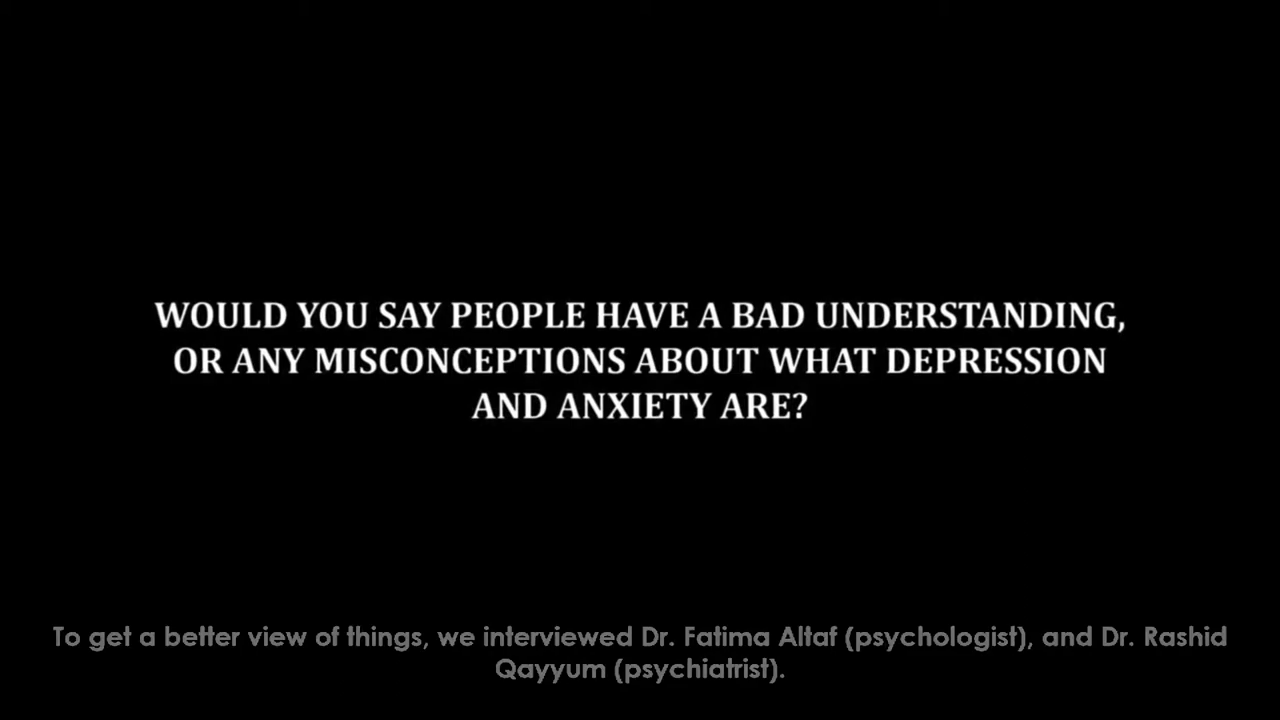 WOULD YOU SAY PEOPLE HAVE A BAD UNDERSTANDING,
OR ANY MISCONCEPTIONS ABOUT WHAT DEPRESSION
AND ANXIETY ARE?
To get a better view of things, we interviewed Dr. Fatima Altaf (psychologist), and Dr. Rashid
Qayyum (psychiatrist).